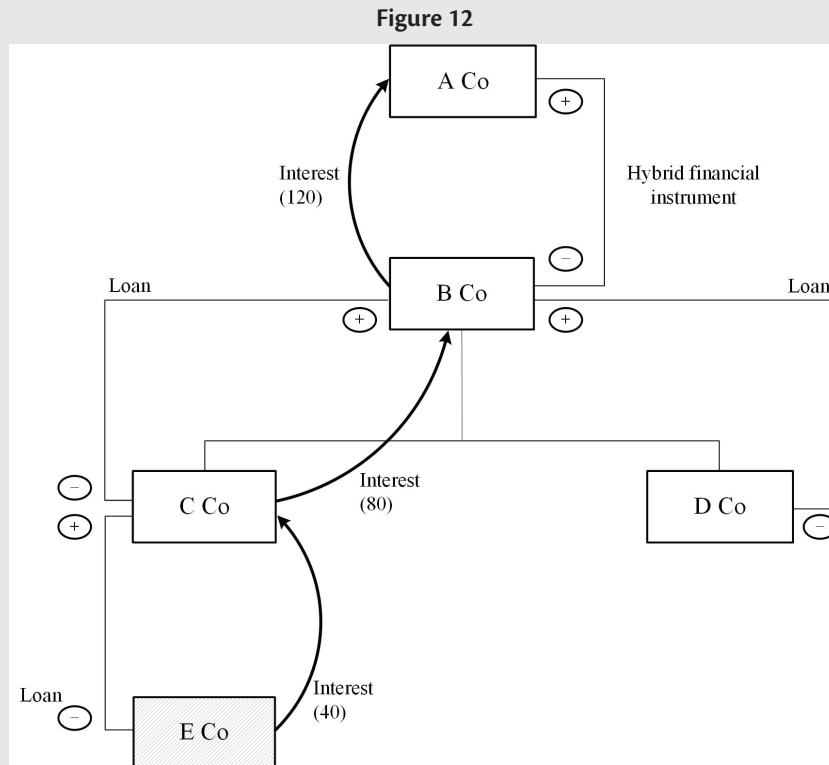 Figure 12
A Co
+
Interest
(120)
Hybrid financial
instrument
−
Loan
B Co
Loan
+
+
Interest
(80)
−
+
C Co
D Co
−
Interest
(40)
Loan
−
E Co